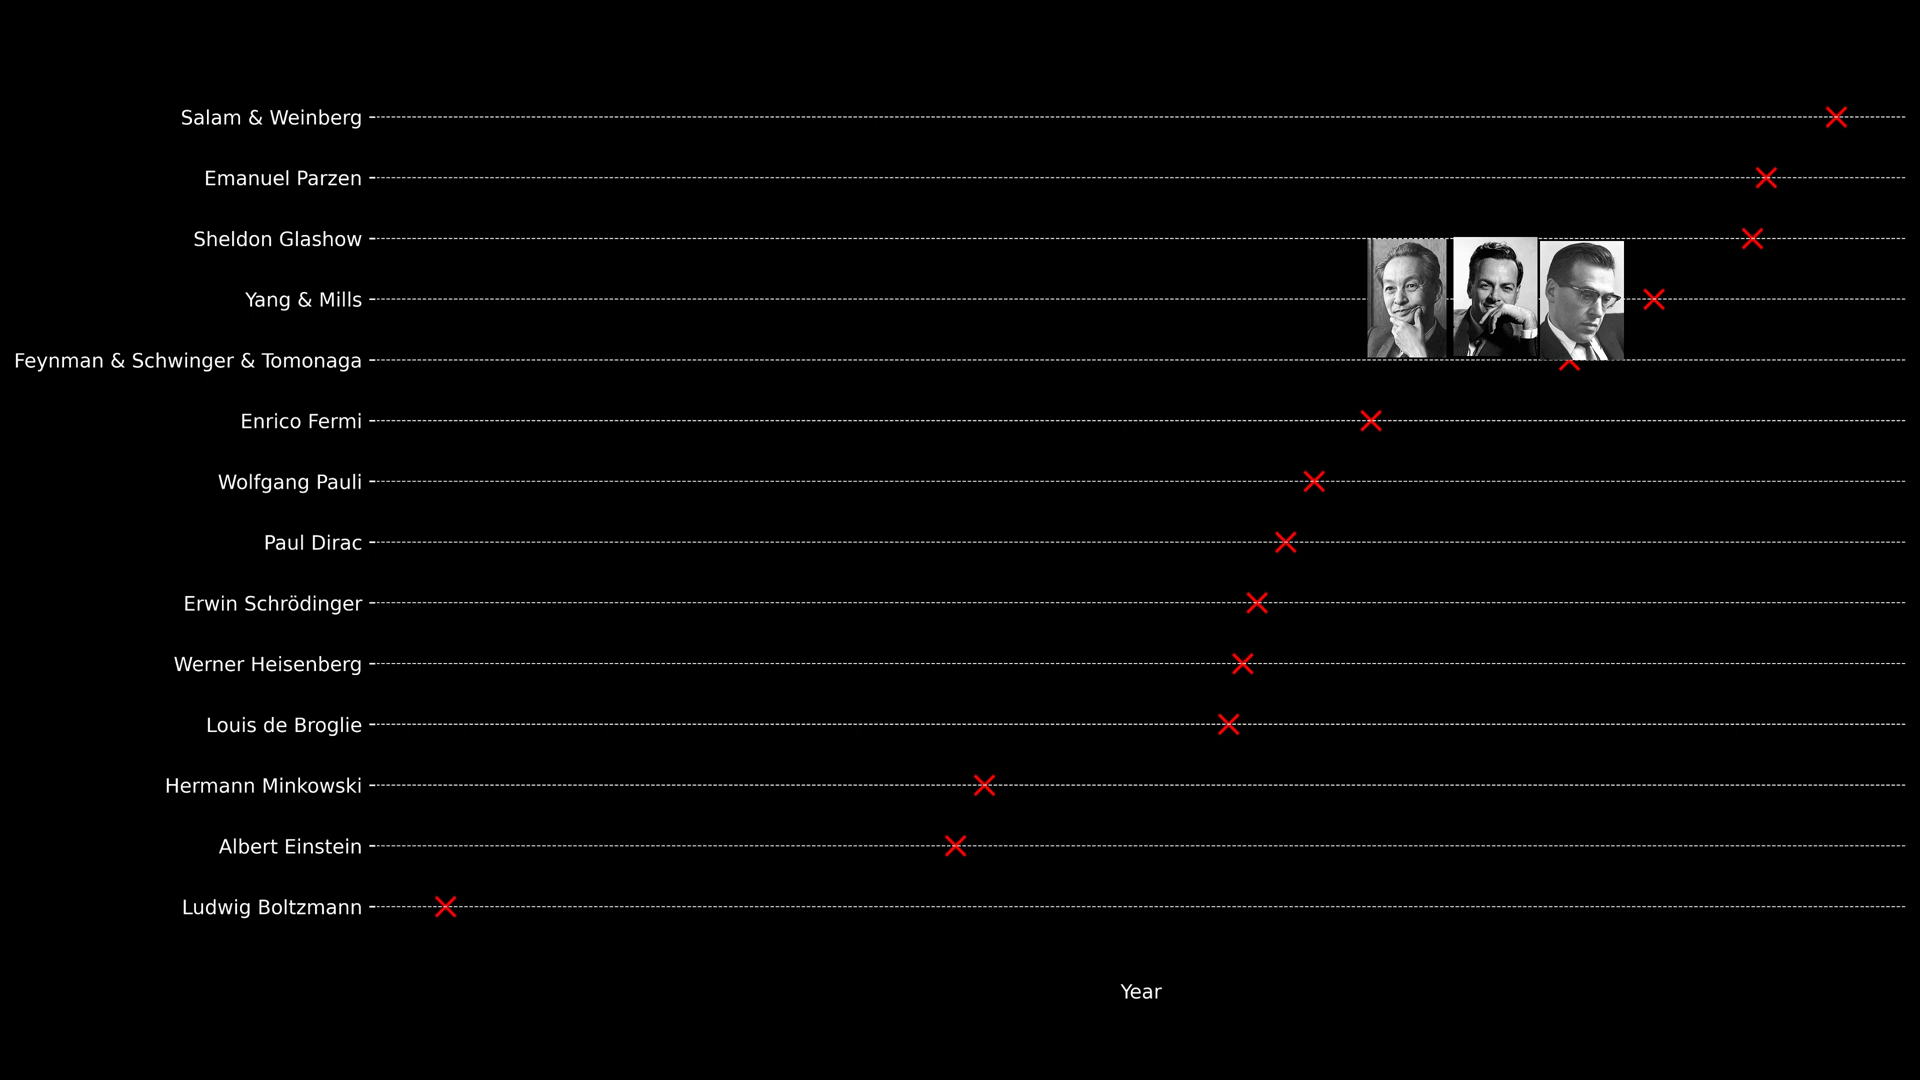 Salam & Weinberg
Emanuel Parzen
Sheldon Glashow
Yang & Mills
Feynman & Schwinger & Tomonaga
Enrico Fermi
Wolfgang Pauli
Paul Dirac
Erwin Schrödinger
Werner Heisenberg
Louis de Broglie
Hermann Minkowski
Albert Einstein
Ludwig Boltzmann
Year